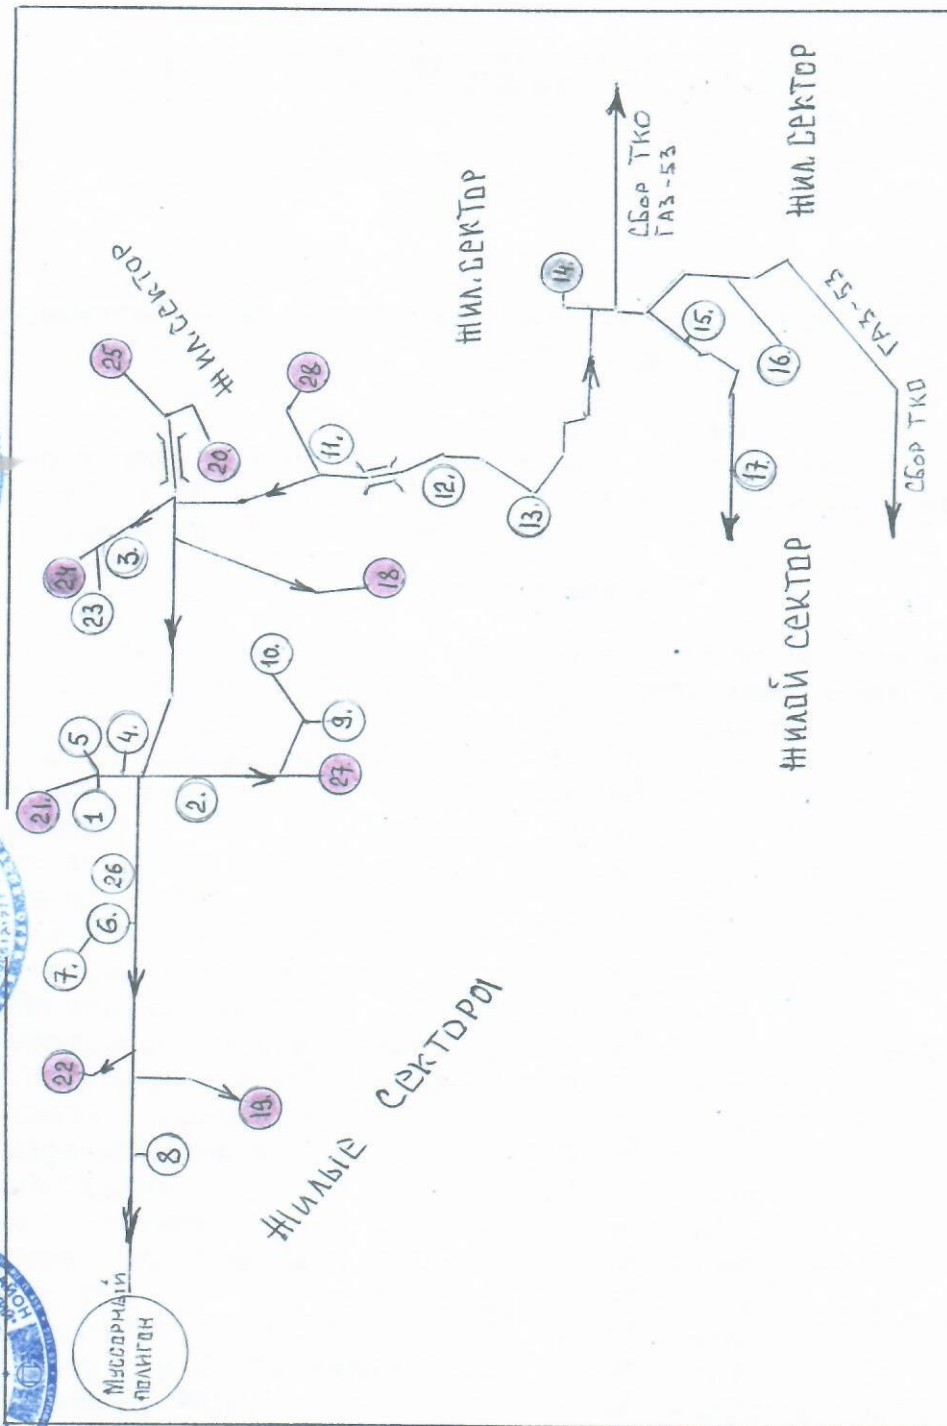 21.
22
24
7.
5
1
23
25
6.
26
4.
3.
Муссорный
полигон
8
ЖИЛ.СЕКТОР
2.
20.
19.
10.
28
27.
9.
11.
18
ЖИЛЫЕ СЕКТОРЫ
12.
ЖИЛ.СЕКТОР
13.
14.
Сбор ТКО
ГАЗ-53
15.
17.
16.
ЖИЛОЙ СЕКТОР
ЖИЛ. СЕКТОР
ГАЗ-53
СБОР ТКО